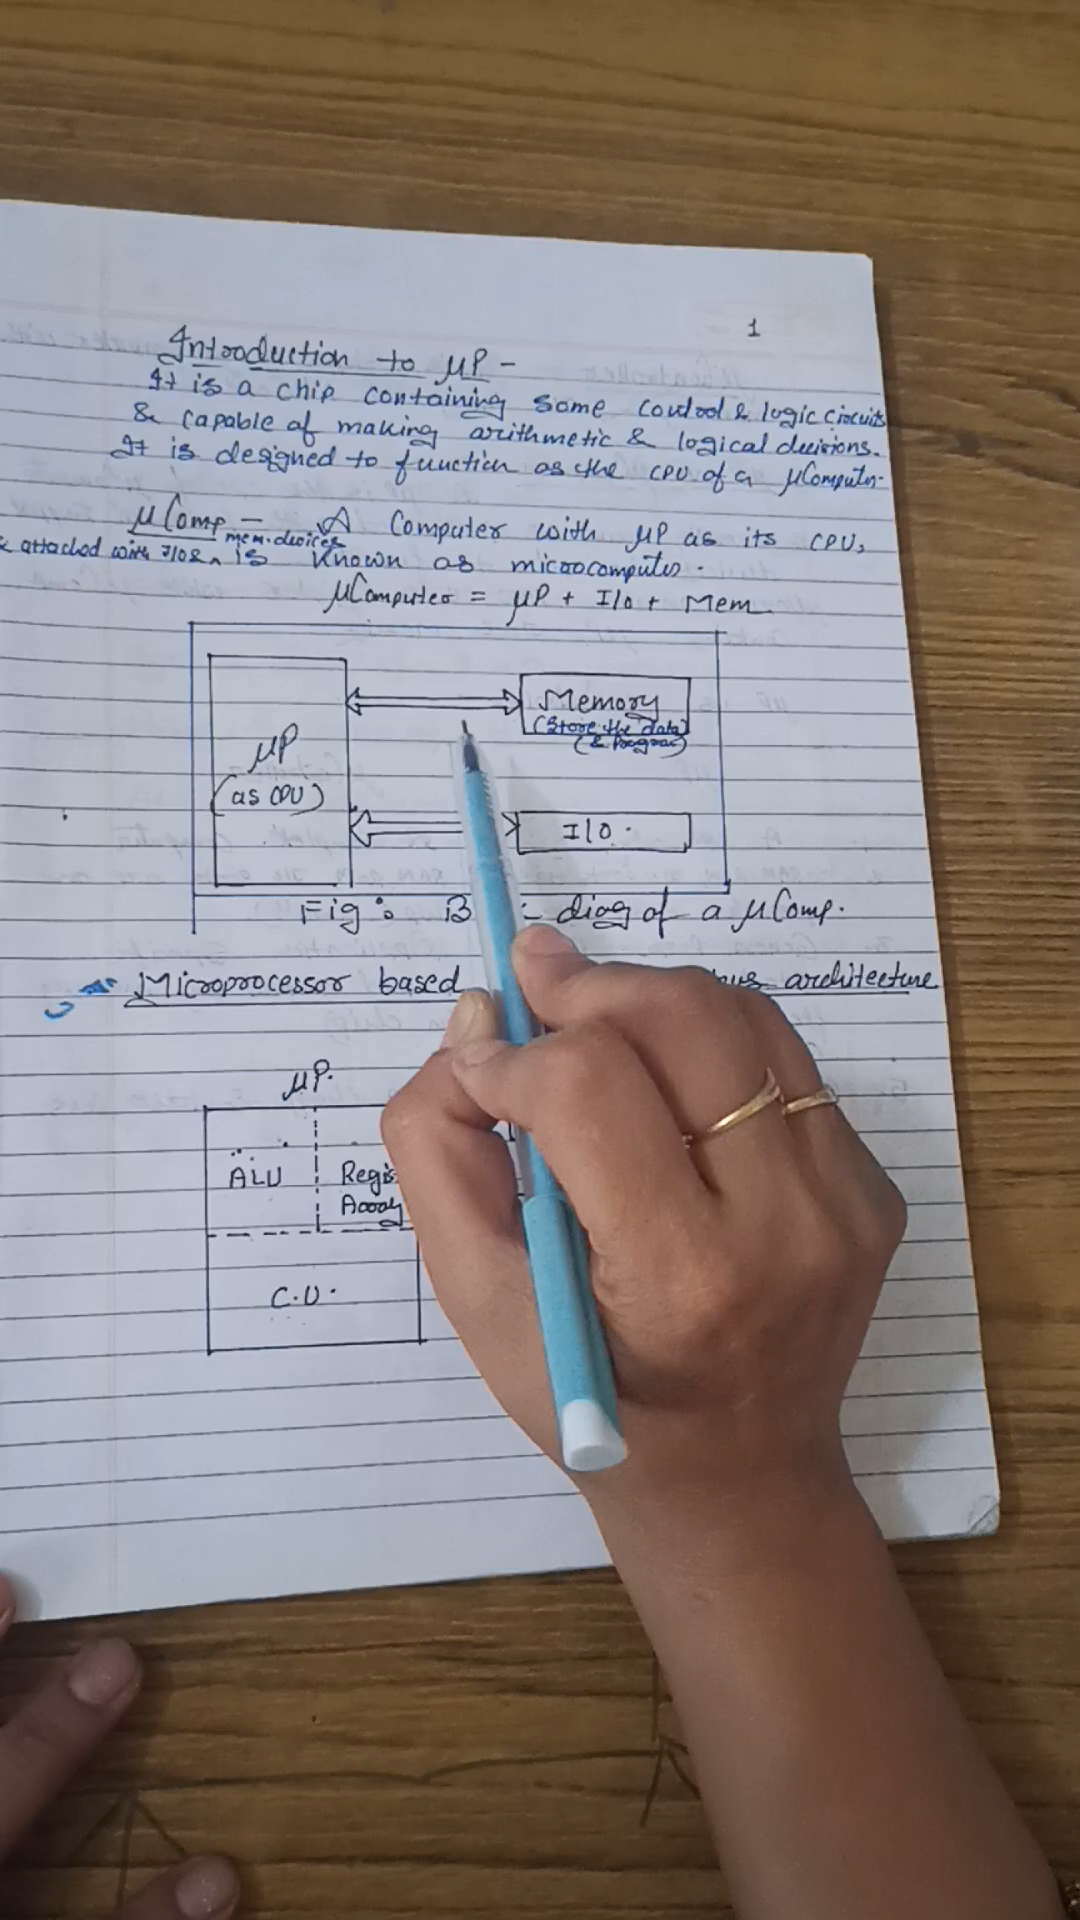 1
Introduction to μP -
It is a chip containing some control & logic circuits
& capable of making arithmetic & logical decisions.
It is designed to function as the CPU of a μComputer.
μComp - A Computer with μP as its CPU,
& attached with I/O & mem. devices is known as microcomputer.
μComputer = μP + I/O + Mem.
μP
(as CPU)
Memory
(Store the data)
(& Program)
I/O.
Fig: B diag of a μComp.
Microprocessor based bus architecture
μP.
ALU
Regis
Array
C.U.